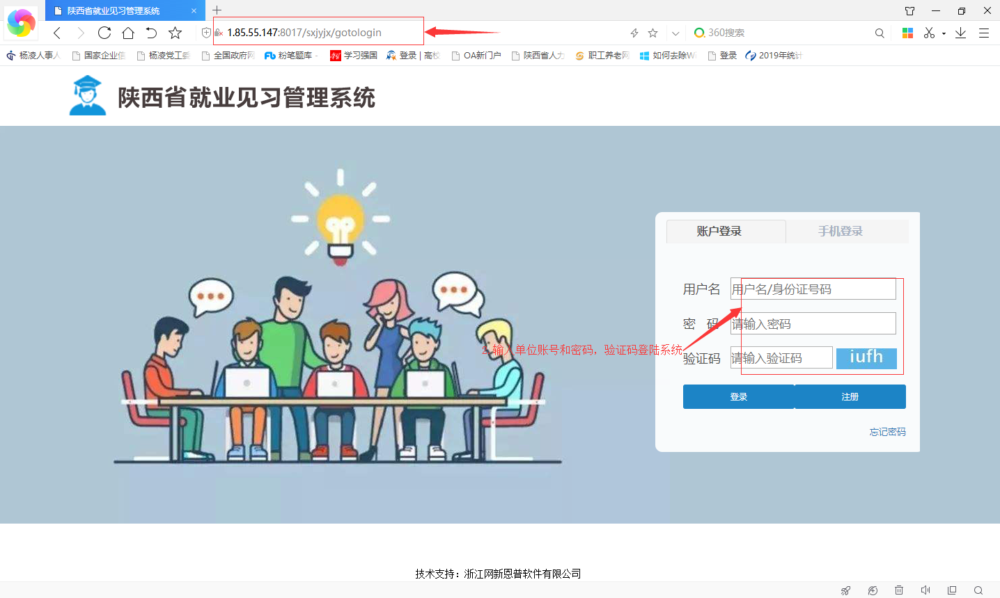 陕西省就业见习管理系统
1.85.55.147:8017/sxjyjx/gotologin
360搜索
杨凌人事人 国家企业信 杨凌党工委 全国政府网 粉笔题库 - 学习强国 登录 | 高校 OA新门户 陕西省人力 职工养老网 如何去除Wi 登录 2019年统计
陕西省就业见习管理系统
账户登录 手机登录
用户名 用户名/身份证号码
密 码 请输入密码
2.输入单位账号和密码，验证码登陆系统
验证码 请输入验证码 iufh
登录 注册
忘记密码
技术支持：浙江网新恩普软件有限公司